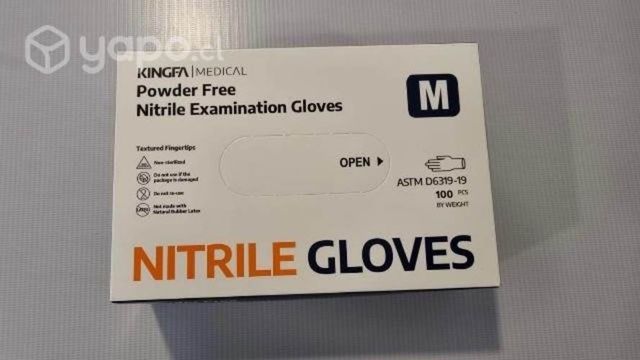 yapo.cl
KINGFA | MEDICAL
Powder Free
Nitrile Examination Gloves
M
Textured Fingertips
Non-sterilized
Do not use if the
package is damaged
Do not re-use
Not made with
Natural Rubber Latex
OPEN
ASTM D6319-19
100 PCS
BY WEIGHT
NITRILE GLOVES